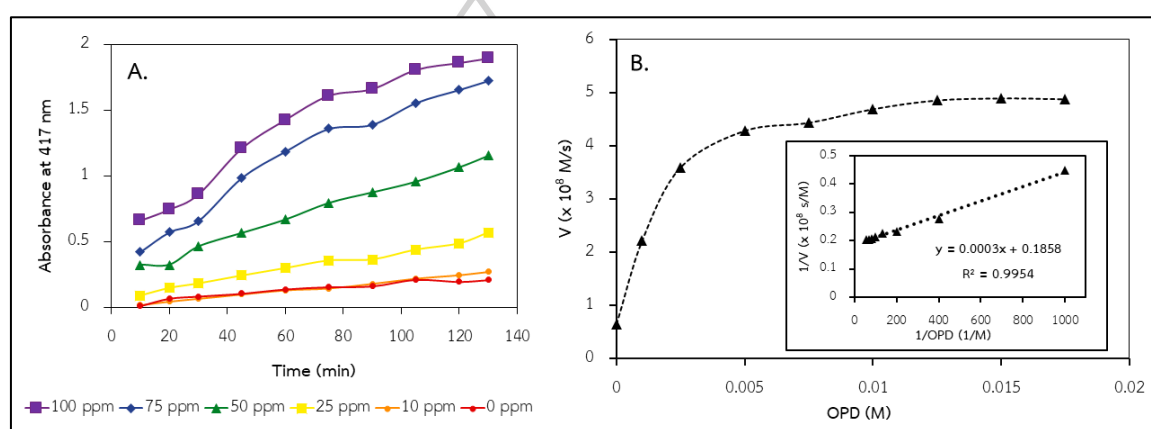 A.
Absorbance at 417 nm
2
1.5
1
0.5
0
0 20 40 60 80 100 120 140
Time (min)
100 ppm 75 ppm 50 ppm 25 ppm 10 ppm 0 ppm
B.
V (x 10⁸ M/s)
6
5
4
3
2
1
0
0 0.005 0.01 0.015 0.02
OPD (M)
1/V (x 10⁸ s/M)
0.5
0.4
0.3
0.2
0.1
0
y = 0.0003x + 0.1858
R² = 0.9954
0 200 400 600 800 1000
1/OPD (1/M)